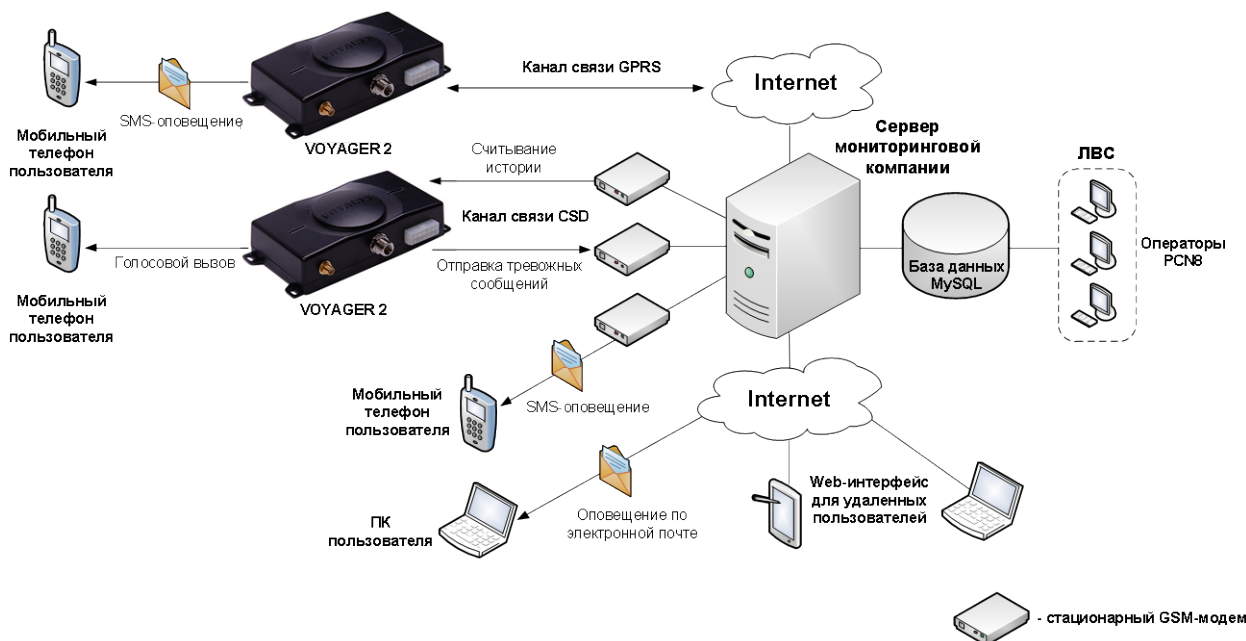 Канал связи GPRS
Internet
SMS-оповещение
Мобильный
телефон
пользователя
VOYAGER 2
Сервер
мониторинговой
компании
ЛВС
Считывание
истории
Канал связи CSD
Отправка тревожных
сообщений
Голосовой вызов
VOYAGER 2
Мобильный
телефон
пользователя
База данных
MySQL
Операторы
PCN8
Мобильный
телефон
пользователя
SMS-оповещение
Internet
ПК
пользователя
Оповещение по
электронной почте
Web-интерфейс
для удаленных
пользователей
- стационарный GSM-модем